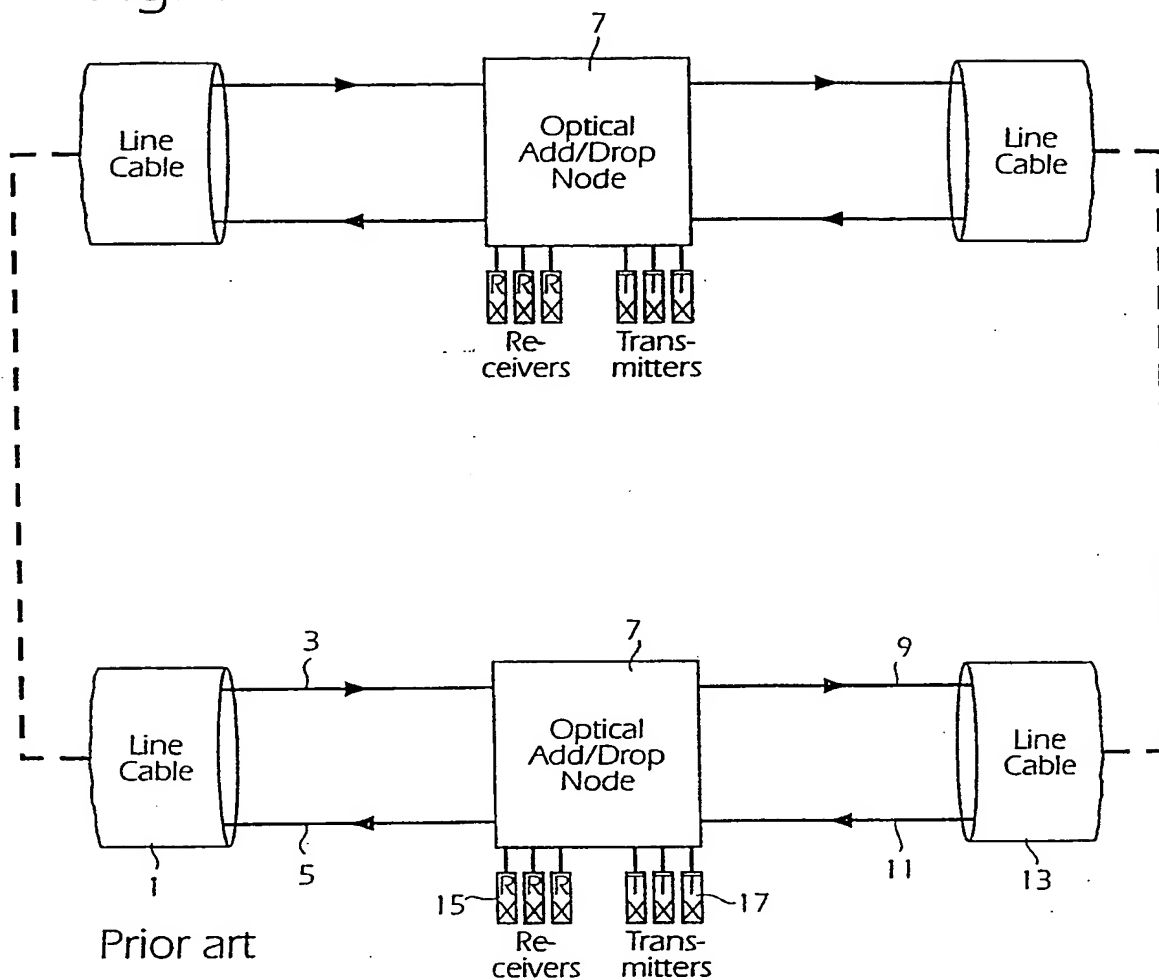 7
Line
Cable
Optical
Add/Drop
Node
Line
Cable
R R R
T T T
Re-
ceivers
Trans-
mitters
3
7
9
Line
Cable
Optical
Add/Drop
Node
Line
Cable
1
5
11
13
15
R R R
T T T
17
Re-
ceivers
Trans-
mitters
Prior art